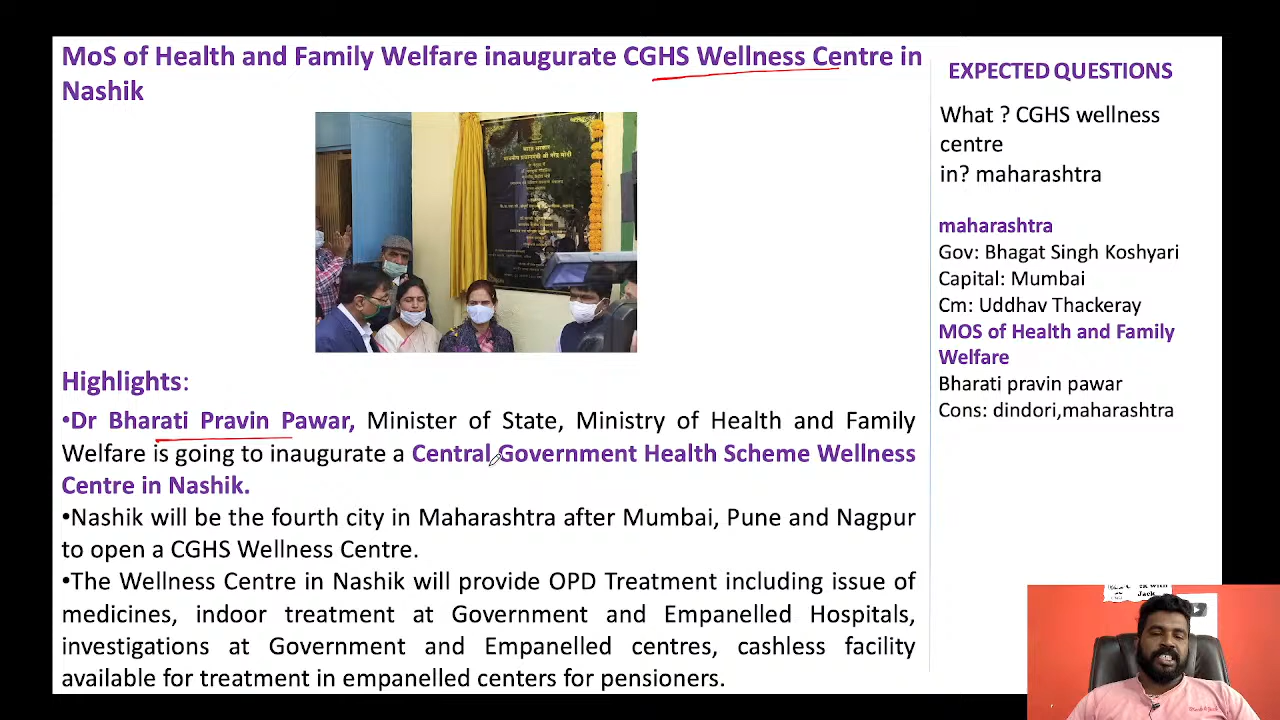 MoS of Health and Family Welfare inaugurate CGHS Wellness Centre in
Nashik
भारत सरकार
Highlights:
•Dr Bharati Pravin Pawar, Minister of State, Ministry of Health and Family
Welfare is going to inaugurate a Central Government Health Scheme Wellness
Centre in Nashik.
•Nashik will be the fourth city in Maharashtra after Mumbai, Pune and Nagpur
to open a CGHS Wellness Centre.
•The Wellness Centre in Nashik will provide OPD Treatment including issue of
medicines, indoor treatment at Government and Empanelled Hospitals,
investigations at Government and Empanelled centres, cashless facility
available for treatment in empanelled centers for pensioners.
EXPECTED QUESTIONS
What ? CGHS wellness
centre
in? maharashtra
maharashtra
Gov: Bhagat Singh Koshyari
Capital: Mumbai
Cm: Uddhav Thackeray
MOS of Health and Family
Welfare
Bharati pravin pawar
Cons: dindori,maharashtra
Jack